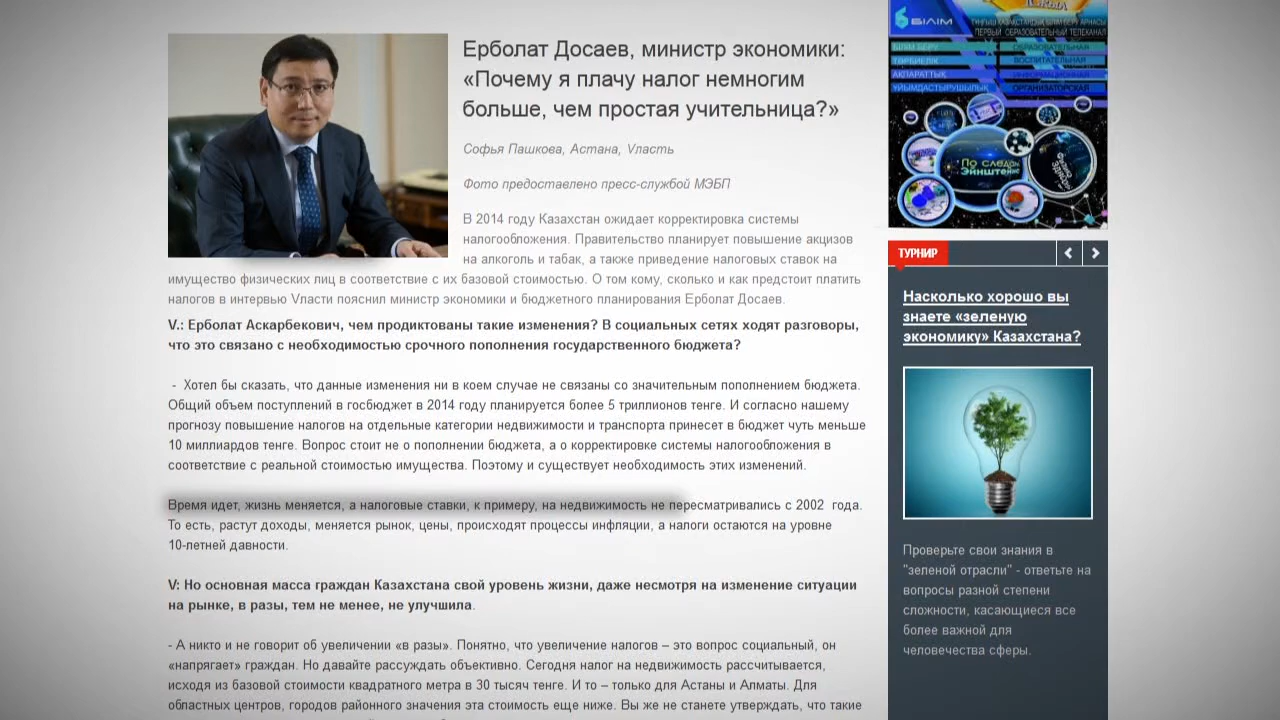 Ерболат Досаев, министр экономики:
«Почему я плачу налог немногим
больше, чем простая учительница?»
Софья Пашкова, Астана, Vласть
Фото предоставлено пресс-службой МЭБП
В 2014 году Казахстан ожидает корректировка системы
налогообложения. Правительство планирует повышение акцизов
на алкоголь и табак, а также приведение налоговых ставок на
имущество физических лиц в соответствие с их базовой стоимостью. О том кому, сколько и как предстоит платить
налогов в интервью Vласти пояснил министр экономики и бюджетного планирования Ерболат Досаев.
V.: Ерболат Аскарбекович, чем продиктованы такие изменения? В социальных сетях ходят разговоры,
что это связано с необходимостью срочного пополнения государственного бюджета?
- Хотел бы сказать, что данные изменения ни в коем случае не связаны со значительным пополнением бюджета.
Общий объем поступлений в госбюджет в 2014 году планируется более 5 триллионов тенге. И согласно нашему
прогнозу повышение налогов на отдельные категории недвижимости и транспорта принесет в бюджет чуть меньше
10 миллиардов тенге. Вопрос стоит не о пополнении бюджета, а о корректировке системы налогообложения в
соответствие с реальной стоимостью имущества. Поэтому и существует необходимость этих изменений.
Время идет, жизнь меняется, а налоговые ставки, к примеру, на недвижимость не пересматривались с 2002 года.
То есть, растут доходы, меняется рынок, цены, происходят процессы инфляции, а налоги остаются на уровне
10-летней давности.
V: Но основная масса граждан Казахстана свой уровень жизни, даже несмотря на изменение ситуации
на рынке, в разы, тем не менее, не улучшила.
- А никто и не говорит об увеличении «в разы». Понятно, что увеличение налогов – это вопрос социальный, он
«напрягает» граждан. Но давайте рассуждать объективно. Сегодня налог на недвижимость рассчитывается,
исходя из базовой стоимости квадратного метра в 30 тысяч тенге. И то – только для Астаны и Алматы. Для
областных центров, городов районного значения эта стоимость еще ниже. Вы же не станете утверждать, что такие
БІЛІМ
ТҰҢҒЫШ ҚАЗАҚСТАНДЫҚ БІЛІМ БЕРУ АРНАСЫ
ПЕРВЫЙ ОБРАЗОВАТЕЛЬНЫЙ ТЕЛЕКАНАЛ
БІЛІМ БЕРУ ОБРАЗОВАТЕЛЬНАЯ
ТӘРБИЕЛІК ВОСПИТАТЕЛЬНАЯ
АҚПАРАТТЫҚ ИНФОРМАЦИОННАЯ
ҰЙЫМДАСТЫРУШЫЛЫҚ ОРГАНИЗАТОРСКАЯ
По следам
Эйнштейна
ТУРНИР
Насколько хорошо вы
знаете «зеленую
экономику» Казахстана?
Проверьте свои знания в
"зеленой отрасли" - ответьте на
вопросы разной степени
сложности, касающиеся все
более важной для
человечества сферы.